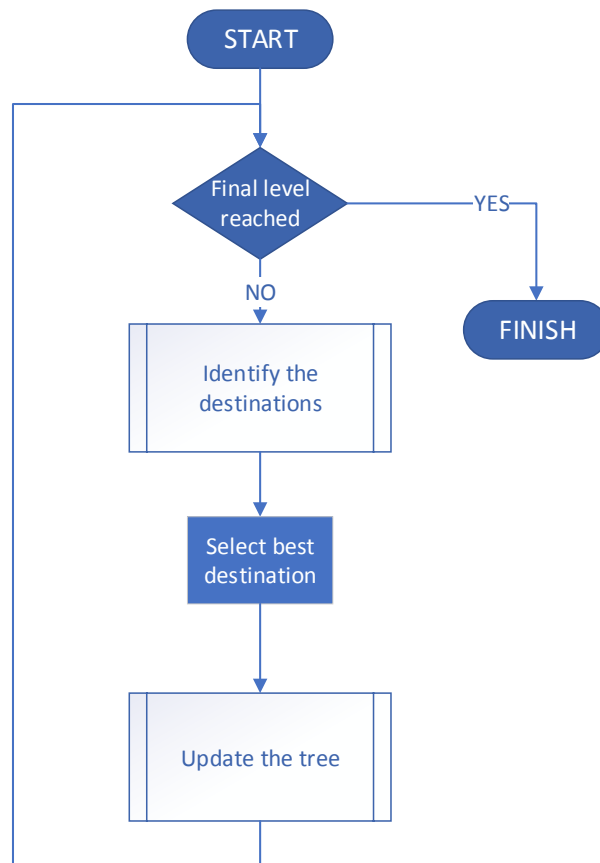 START
Final level
reached
YES
NO
FINISH
Identify the
destinations
Select best
destination
Update the tree